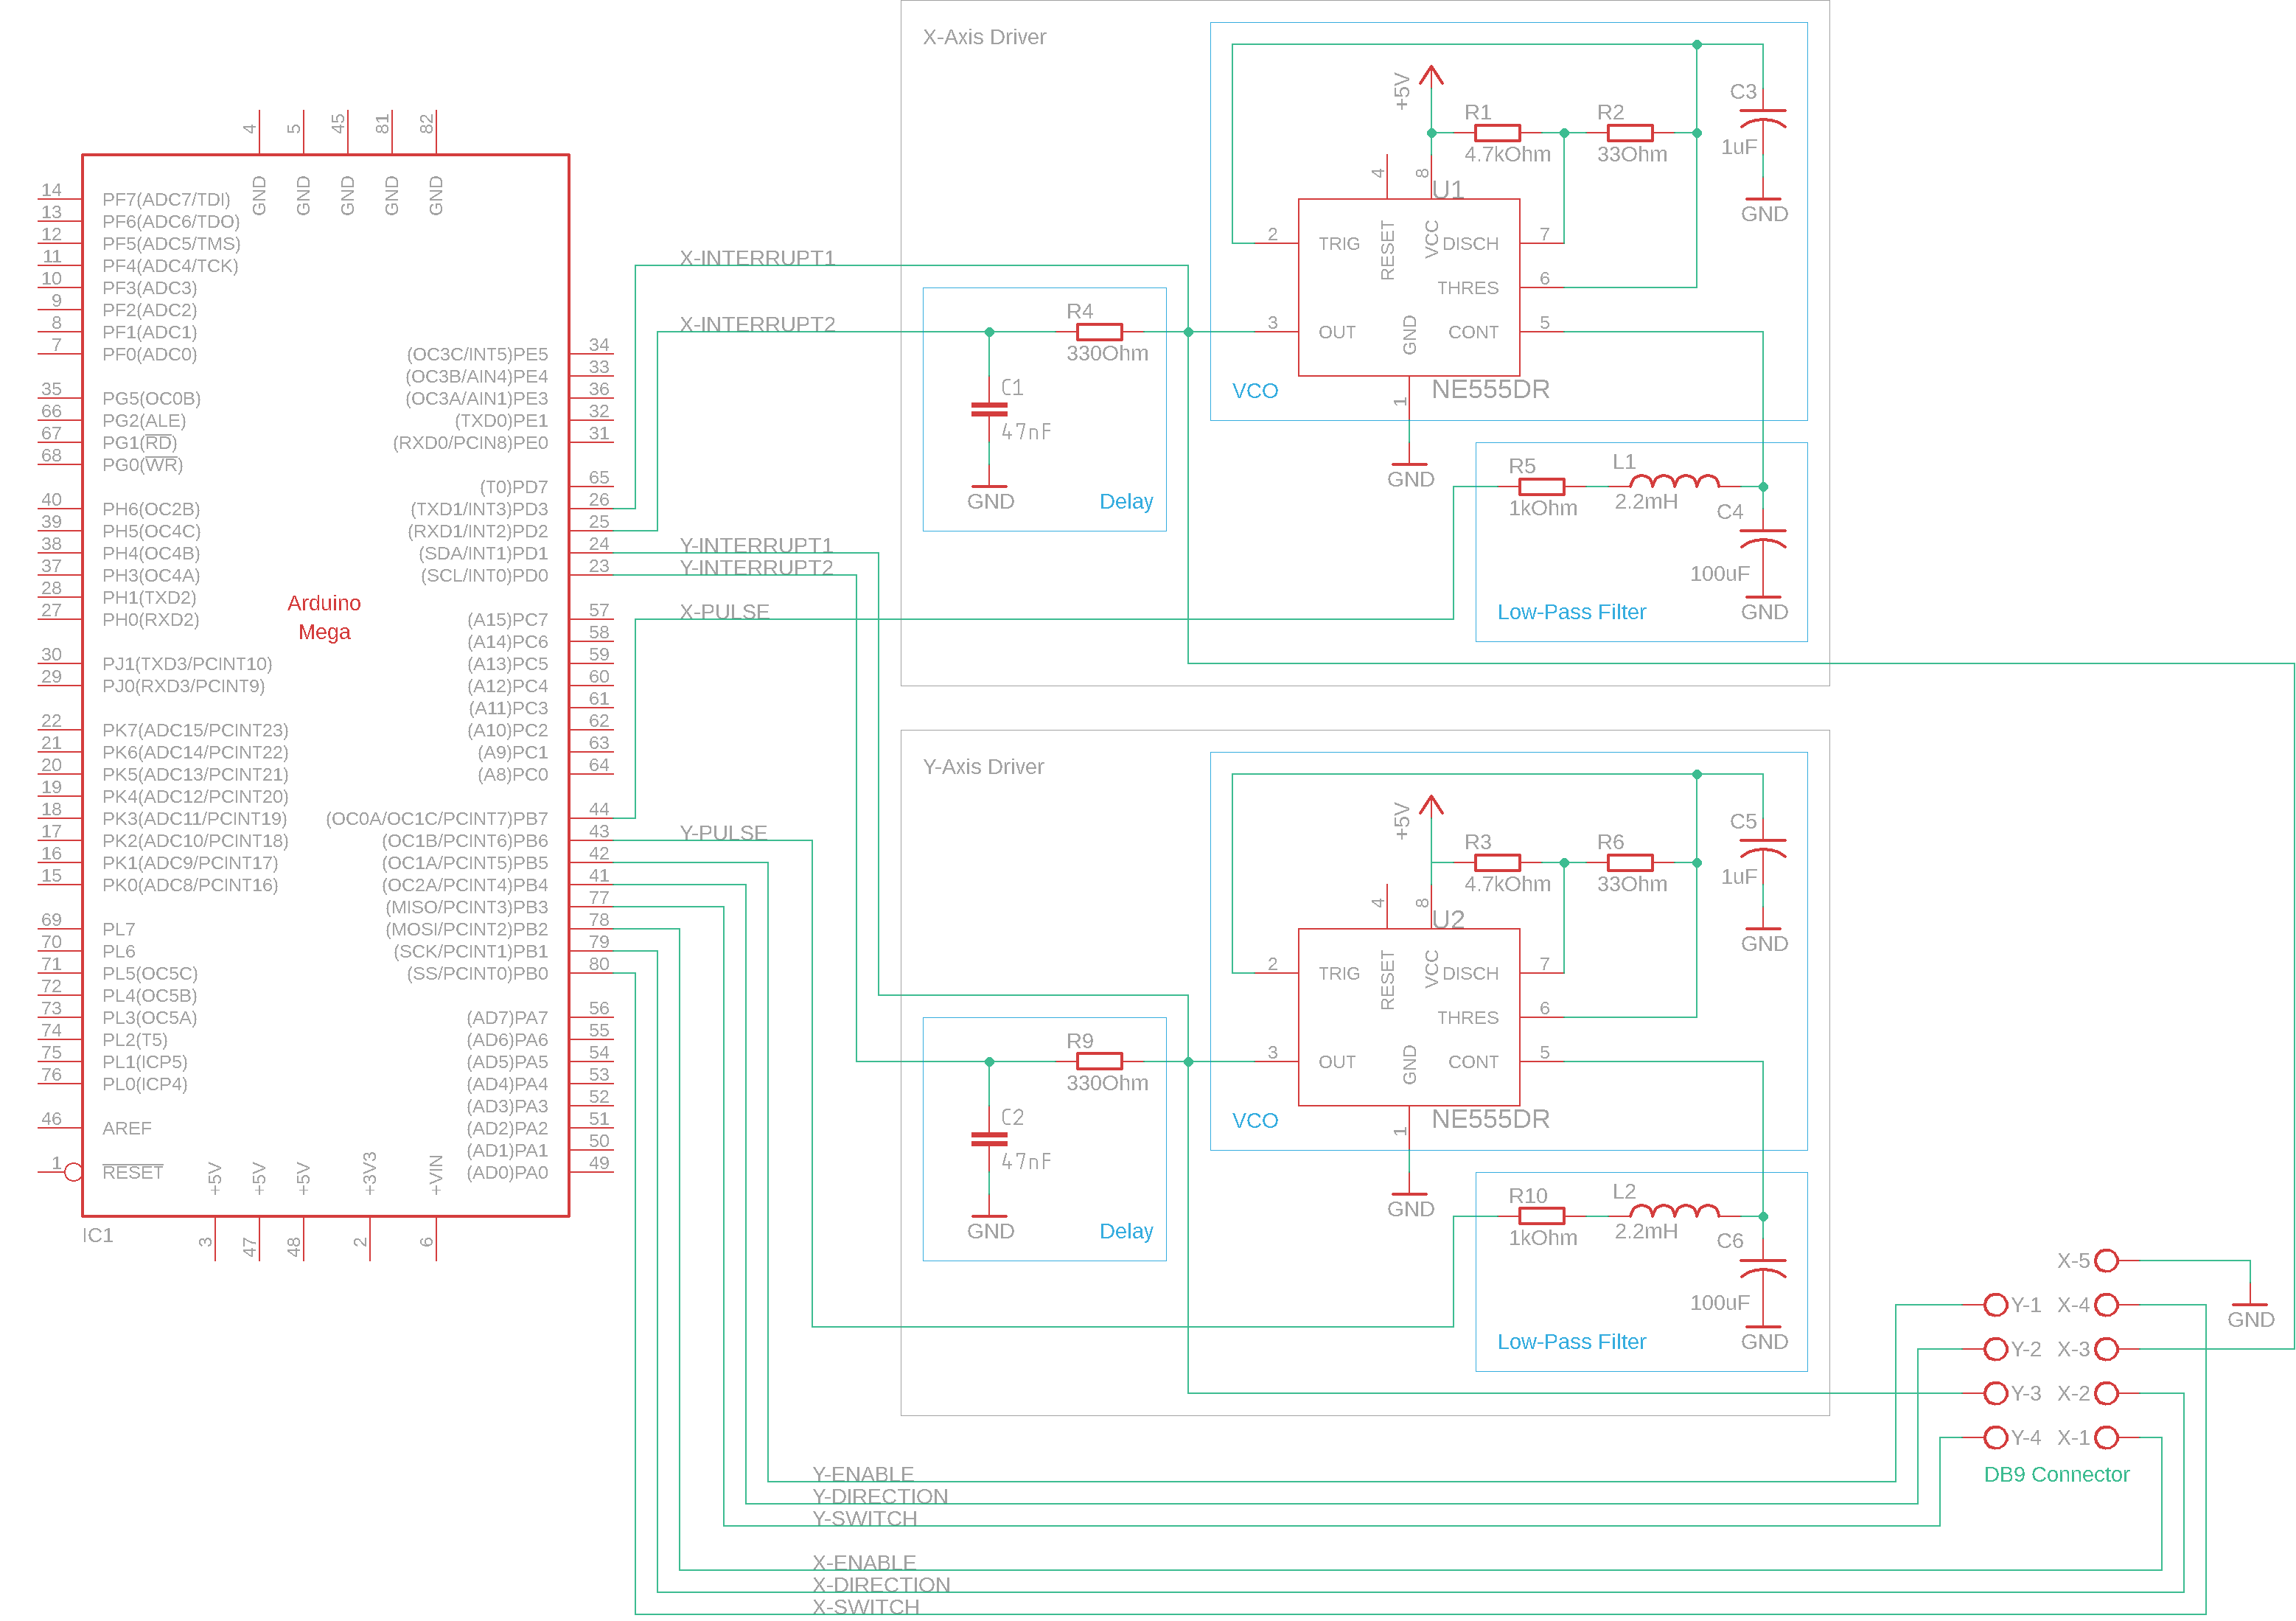 X-Axis Driver
+5V
R1
4.7kOhm
R2
33Ohm
C3
1uF
GND
4
8
U1
2
TRIG
RESET
VCC
DISCH
7
THRES
6
3
OUT
GND
CONT
5
1
NE555DR
VCO
GND
X-INTERRUPT1
X-INTERRUPT2
R4
330Ohm
C1
47nF
GND
Delay
R5
1kOhm
L1
2.2mH
C4
100uF
GND
Low-Pass Filter
Y-INTERRUPT1
Y-INTERRUPT2
X-PULSE
4
5
45
81
82
GND
GND
GND
GND
GND
14 PF7(ADC7/TDI)
13 PF6(ADC6/TDO)
12 PF5(ADC5/TMS)
11 PF4(ADC4/TCK)
10 PF3(ADC3)
9 PF2(ADC2)
8 PF1(ADC1)
7 PF0(ADC0)
35 PG5(OC0B)
66 PG2(ALE)
67 PG1(RD)
68 PG0(WR)
40 PH6(OC2B)
39 PH5(OC4C)
38 PH4(OC4B)
37 PH3(OC4A)
28 PH1(TXD2)
27 PH0(RXD2)
30 PJ1(TXD3/PCINT10)
29 PJ0(RXD3/PCINT9)
22 PK7(ADC15/PCINT23)
21 PK6(ADC14/PCINT22)
20 PK5(ADC13/PCINT21)
19 PK4(ADC12/PCINT20)
18 PK3(ADC11/PCINT19)
17 PK2(ADC10/PCINT18)
16 PK1(ADC9/PCINT17)
15 PK0(ADC8/PCINT16)
69 PL7
70 PL6
71 PL5(OC5C)
72 PL4(OC5B)
73 PL3(OC5A)
74 PL2(T5)
75 PL1(ICP5)
76 PL0(ICP4)
46 AREF
1 RESET
Arduino
Mega
(OC3C/INT5)PE5 34
(OC3B/AIN4)PE4 33
(OC3A/AIN1)PE3 36
(TXD0)PE1 32
(RXD0/PCIN8)PE0 31
(T0)PD7 65
(TXD1/INT3)PD3 26
(RXD1/INT2)PD2 25
(SDA/INT1)PD1 24
(SCL/INT0)PD0 23
(A15)PC7 57
(A14)PC6 58
(A13)PC5 59
(A12)PC4 60
(A11)PC3 61
(A10)PC2 62
(A9)PC1 63
(A8)PC0 64
(OC0A/OC1C/PCINT7)PB7 44
(OC1B/PCINT6)PB6 43
(OC1A/PCINT5)PB5 42
(OC2A/PCINT4)PB4 41
(MISO/PCINT3)PB3 77
(MOSI/PCINT2)PB2 78
(SCK/PCINT1)PB1 79
(SS/PCINT0)PB0 80
(AD7)PA7 56
(AD6)PA6 55
(AD5)PA5 54
(AD4)PA4 53
(AD3)PA3 52
(AD2)PA2 51
(AD1)PA1 50
(AD0)PA0 49
+5V
+5V
+5V
+3V3
+VIN
IC1
3
47
48
2
6
Y-PULSE
Y-Axis Driver
+5V
R3
4.7kOhm
R6
33Ohm
C5
1uF
GND
4
8
U2
2
TRIG
RESET
VCC
DISCH
7
THRES
6
3
OUT
GND
CONT
5
1
NE555DR
VCO
GND
R9
330Ohm
C2
47nF
GND
Delay
R10
1kOhm
L2
2.2mH
C6
100uF
GND
Low-Pass Filter
X-5
GND
Y-1 X-4
Y-2 X-3
Y-3 X-2
Y-4 X-1
DB9 Connector
Y-ENABLE
Y-DIRECTION
Y-SWITCH
X-ENABLE
X-DIRECTION
X-SWITCH